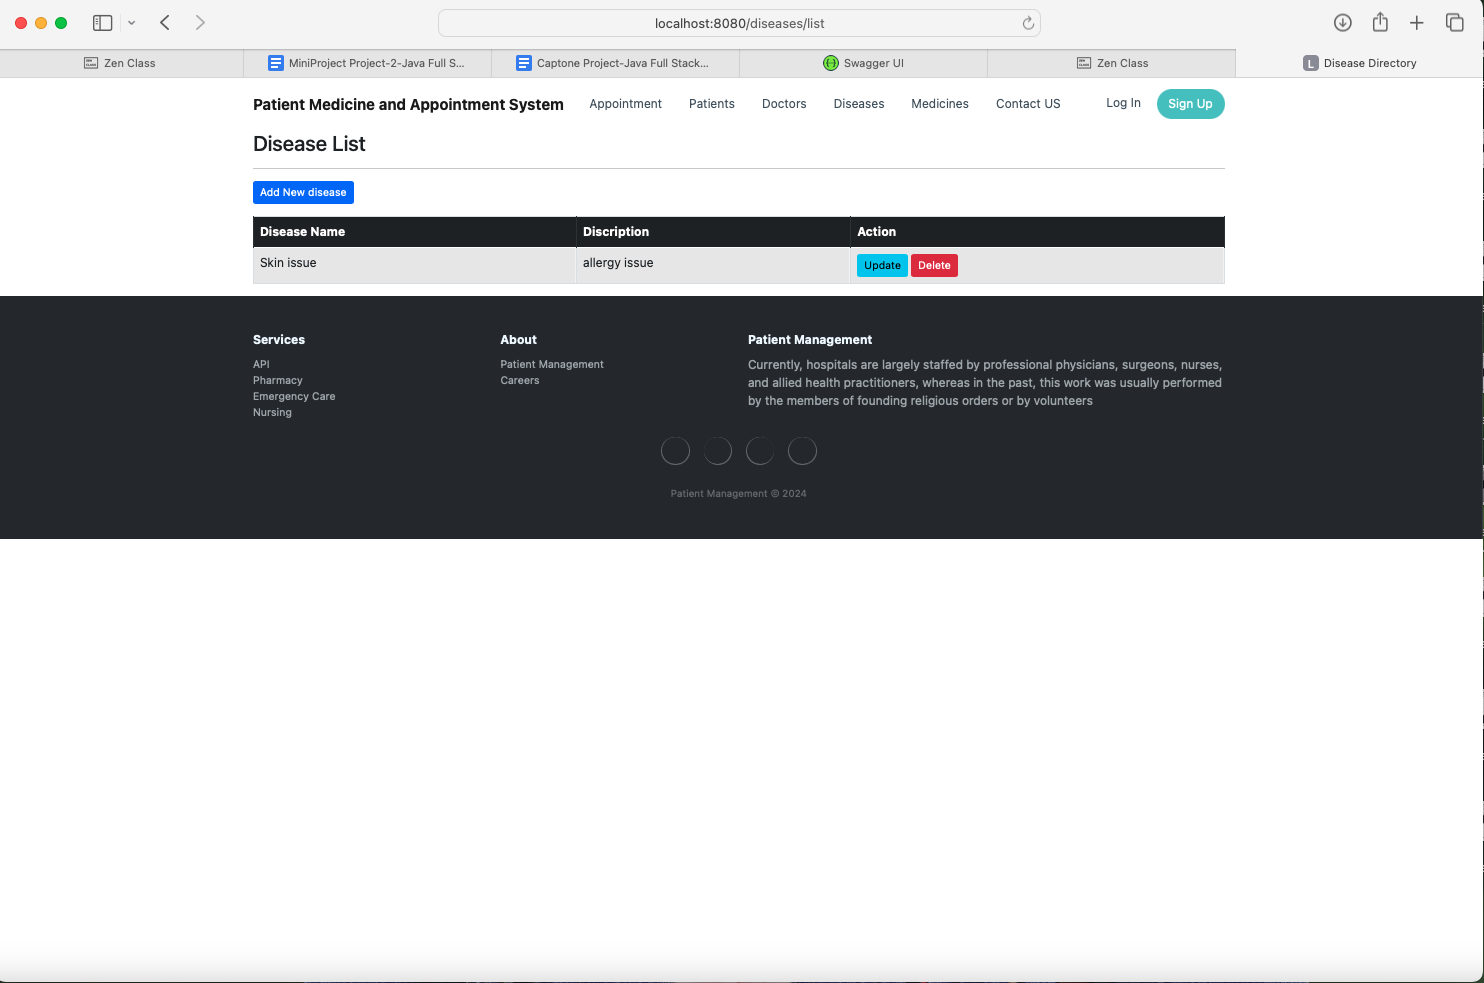 localhost:8080/diseases/list
Zen Class
MiniProject Project-2-Java Full S...
Captone Project-Java Full Stack...
Swagger UI
Zen Class
L Disease Directory
Patient Medicine and Appointment System
Appointment
Patients
Doctors
Diseases
Medicines
Contact US
Log In
Sign Up
Disease List
Add New disease
Disease Name
Discription
Action
Skin issue
allergy issue
Update
Delete
Services
API
Pharmacy
Emergency Care
Nursing
About
Patient Management
Careers
Patient Management
Currently, hospitals are largely staffed by professional physicians, surgeons, nurses,
and allied health practitioners, whereas in the past, this work was usually performed
by the members of founding religious orders or by volunteers
Patient Management © 2024